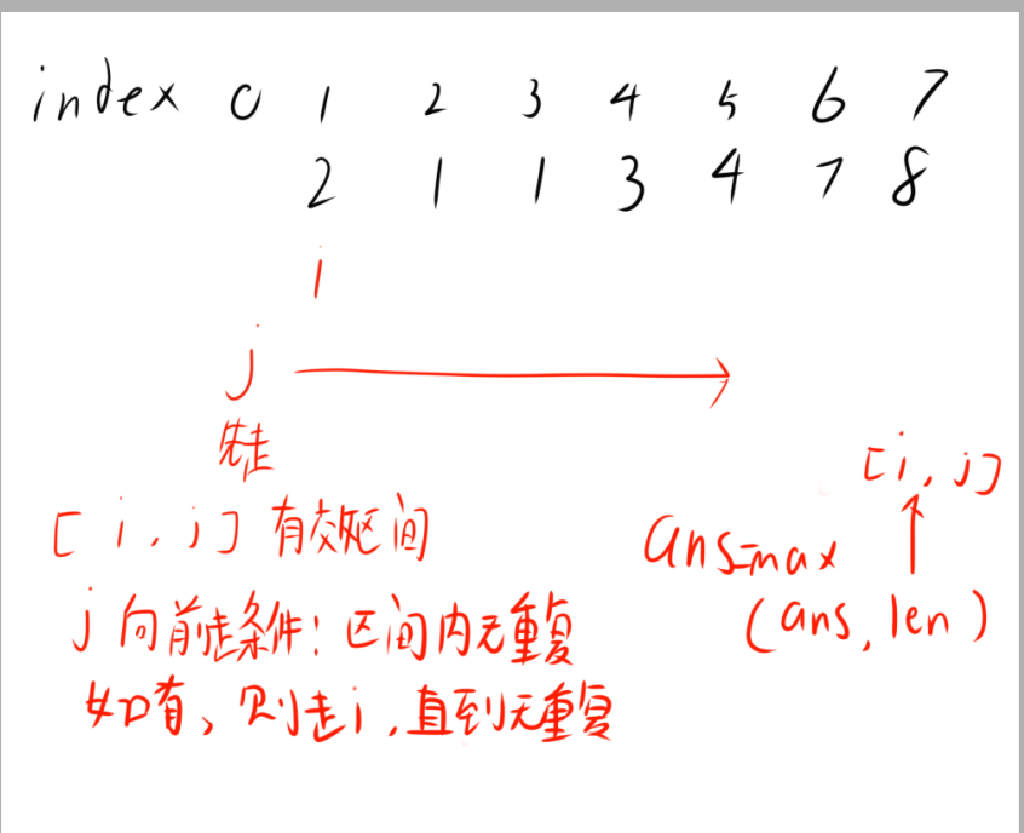 index 0 1 2 3 4 5 6 7
2 1 1 3 4 7 8
i
j
先走
[i, j]
[i, j] 有效区间
ans=max
(ans, len)
j 向前走条件: 区间内无重复
如有, 则走i, 直到无重复